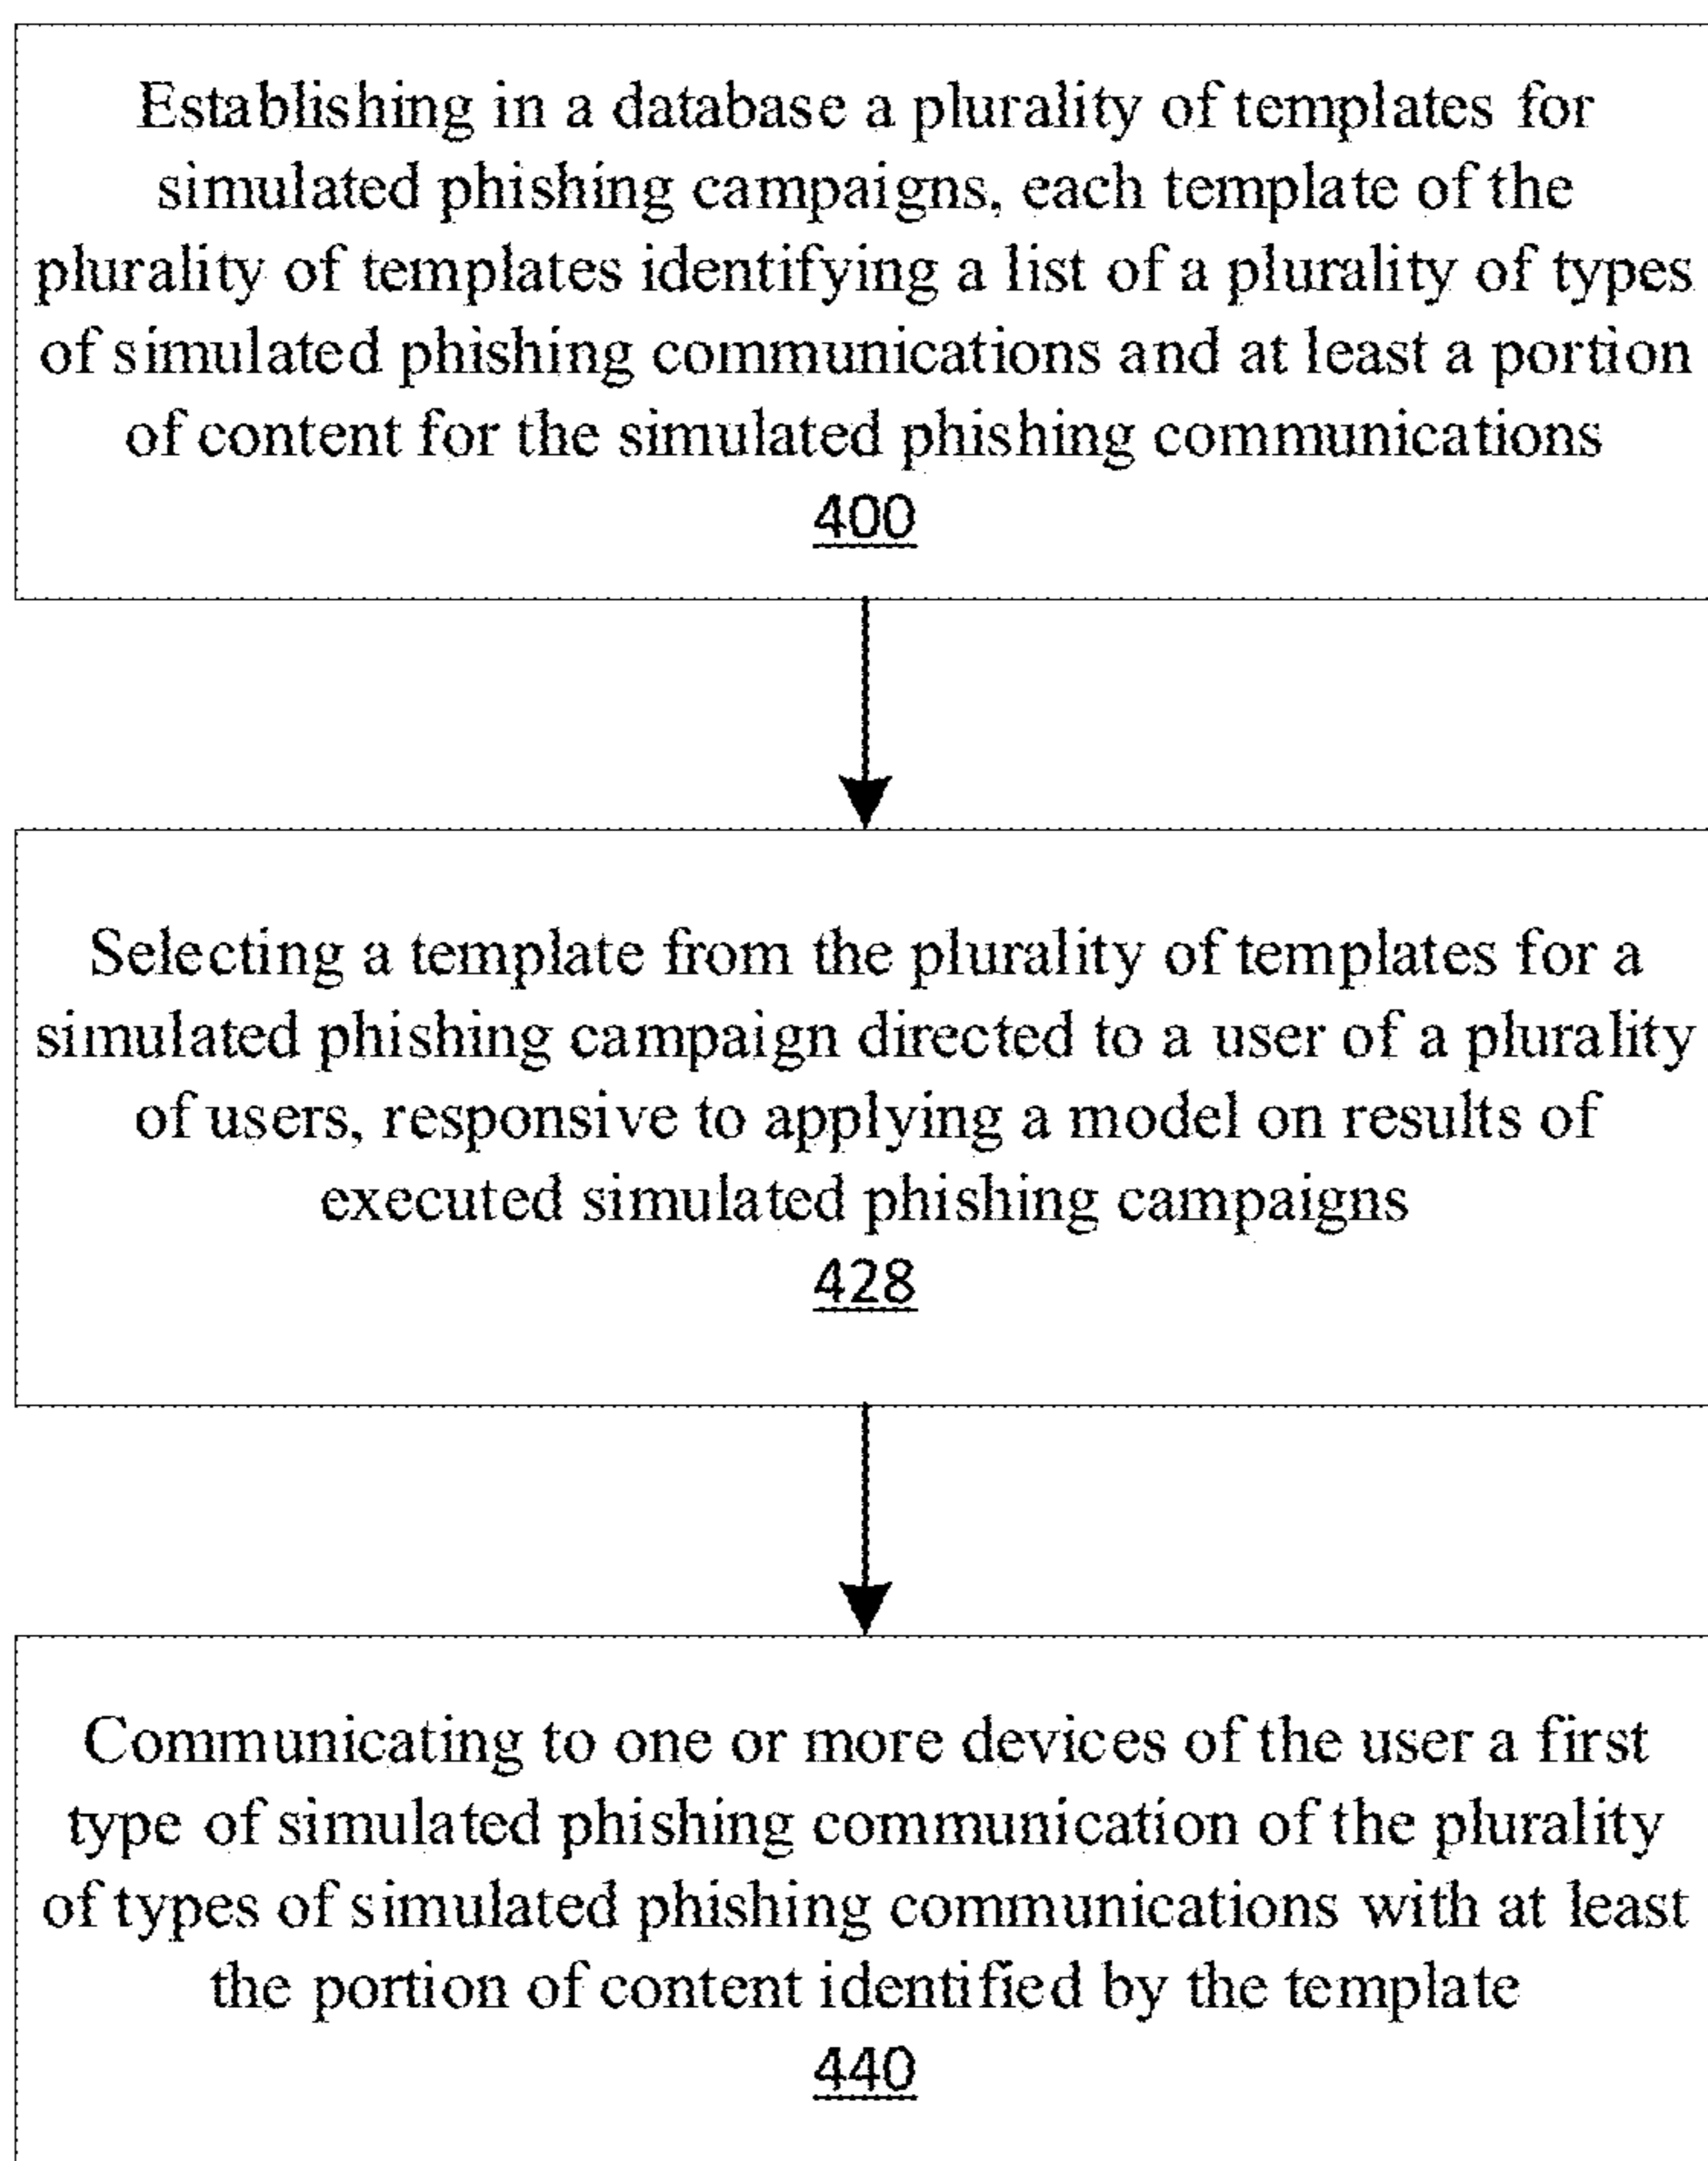 Establishing in a database a plurality of templates for
simulated phishing campaigns, each template of the
plurality of templates identifying a list of a plurality of types
of simulated phishing communications and at least a portion
of content for the simulated phishing communications
400
Selecting a template from the plurality of templates for a
simulated phishing campaign directed to a user of a plurality
of users, responsive to applying a model on results of
executed simulated phishing campaigns
428
Communicating to one or more devices of the user a first
type of simulated phishing communication of the plurality
of types of simulated phishing communications with at least
the portion of content identified by the template
440